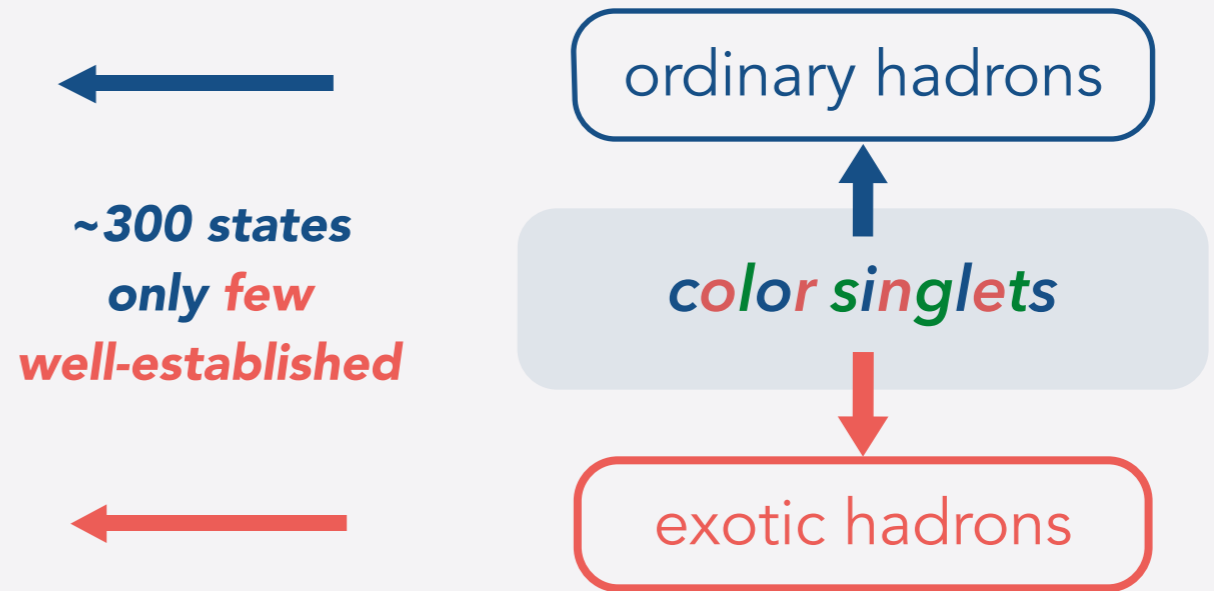 ordinary hadrons
~300 states
only few
well-established
color singlets
exotic hadrons